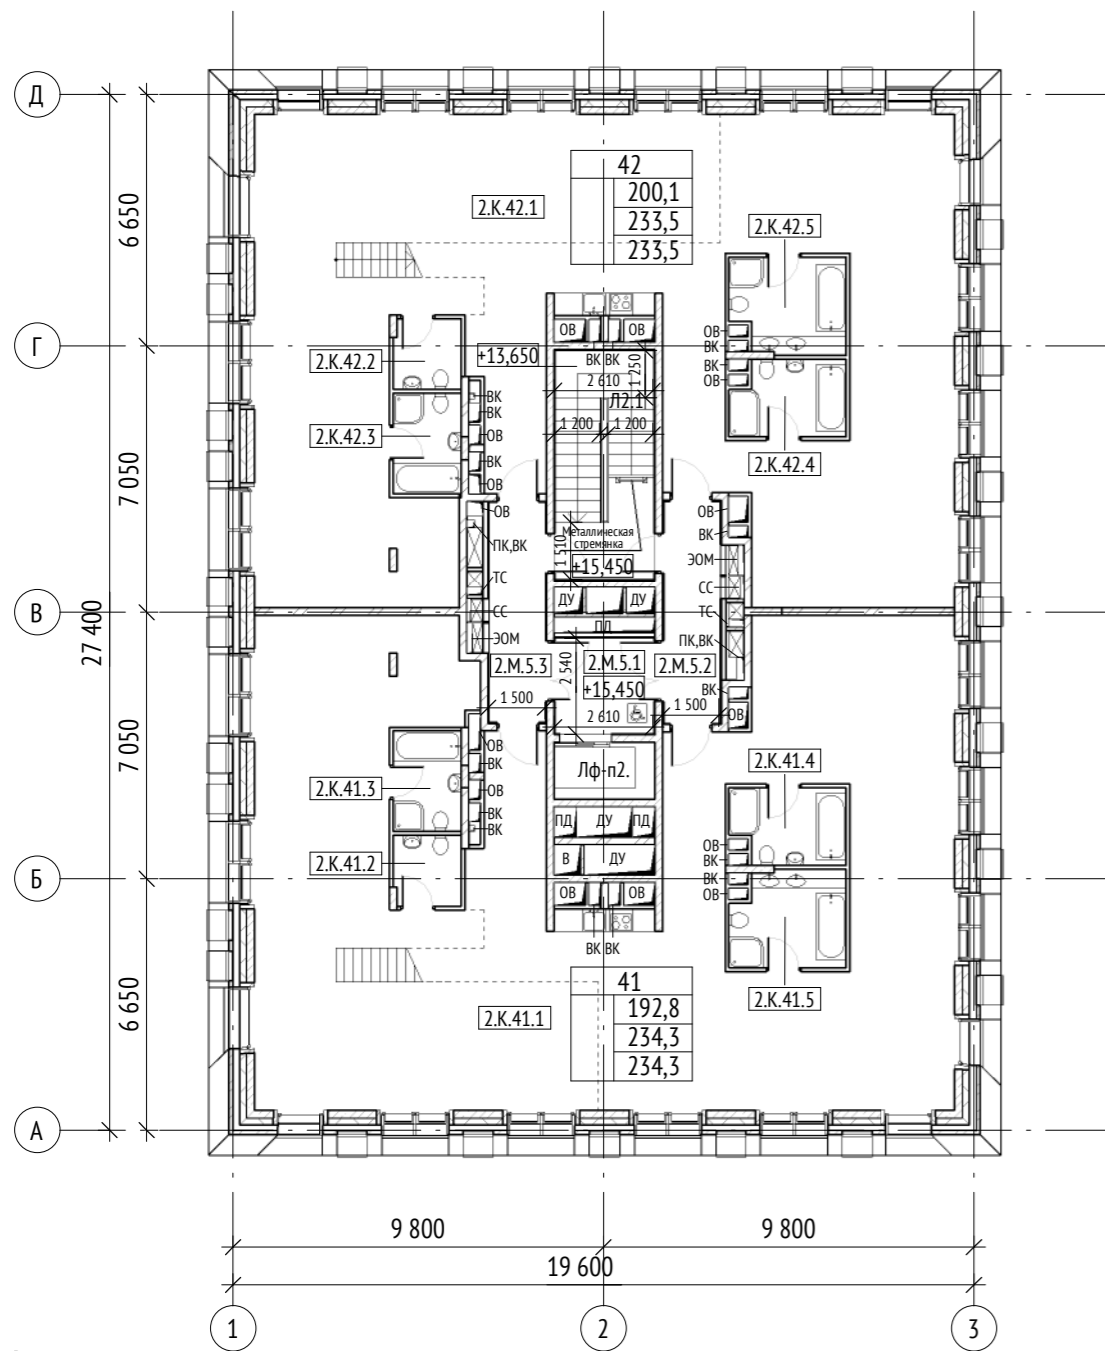 Д
42
200,1
2.К.42.1
233,5
233,5
2.К.42.5
6 650
ОВ
ОВ
ОВ
Г
+13,650
ВК
ВК
ВК
2.К.42.2
ВК
1 250
2 610
ОВ
Л2.1
ВК
ВК
1 200
1 200
2.К.42.3
ОВ
ВК
2.К.42.4
7 050
ОВ
ОВ
ОВ
ПК,ВК
Металлическая
стремянка
ВК
1 510
+15,450
ЭОМ
ТС
СС
ДУ
ДУ
В
СС
ТС
27 400
ПД
ЭОМ
ПК,ВК
2.М.5.3
2.М.5.1
2.М.5.2
2 540
+15,450
ВК
1 500
1 500
2 610
ОВ
7 050
ОВ
ВК
Лф-п2.
2.К.41.4
2.К.41.3
ОВ
ВК
ПД
ДУ
ПД
ВК
ОВ
2.К.41.2
В
ДУ
ВК
Б
ВК
ОВ
ОВ
ОВ
ВК
ВК
41
2.К.41.5
192,8
2.К.41.1
6 650
234,3
234,3
А
9 800
9 800
19 600
1
2
3